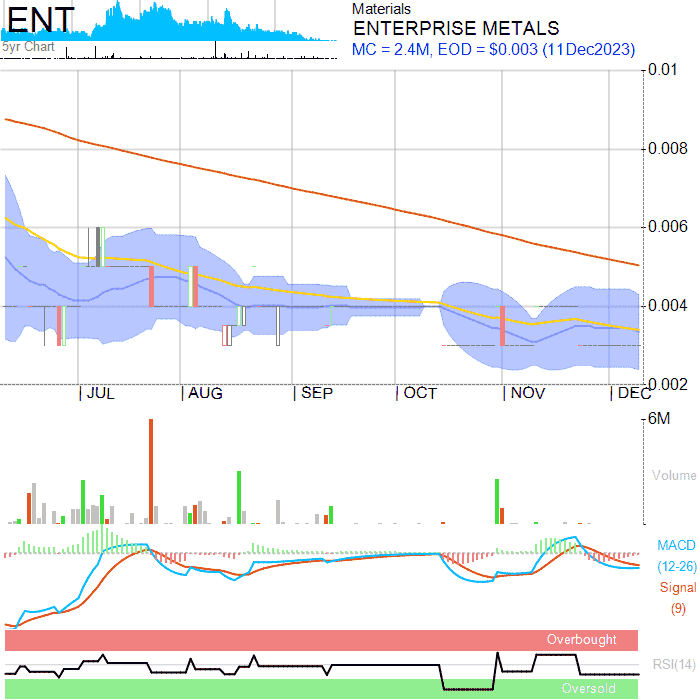 ENT
5yr Chart
Materials
ENTERPRISE METALS
MC = 2.4M, EOD = $0.003 (11Dec2023)
0.01
0.008
0.006
0.004
0.002
JUL AUG SEP OCT NOV DEC
6M
Volume
MACD
(12-26)
Signal
(9)
Overbought
RSI(14)
Oversold